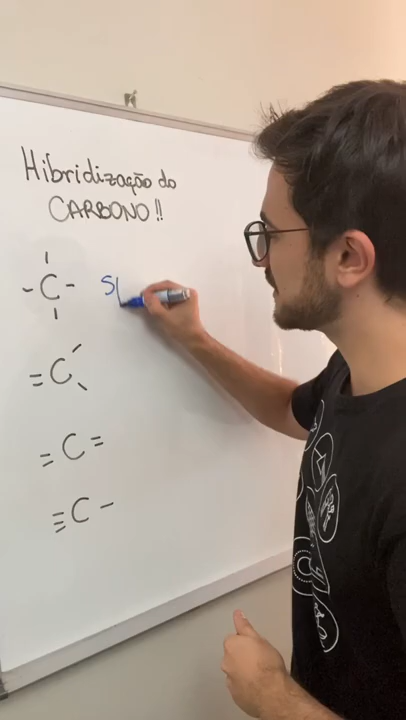 Hibridização do
CARBONO!!
- C -   S
= C
= C =
≡ C -